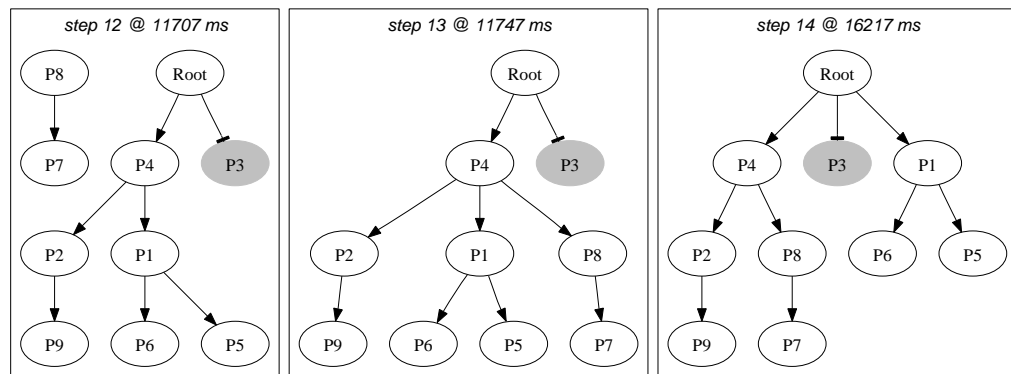 step 12 @ 11707 ms
P8 Root
P7 P4 P3
P2 P1
P9 P6 P5
step 13 @ 11747 ms
Root
P4 P3
P2 P1 P8
P9 P6 P5 P7
step 14 @ 16217 ms
Root
P4 P3 P1
P2 P8 P6 P5
P9 P7